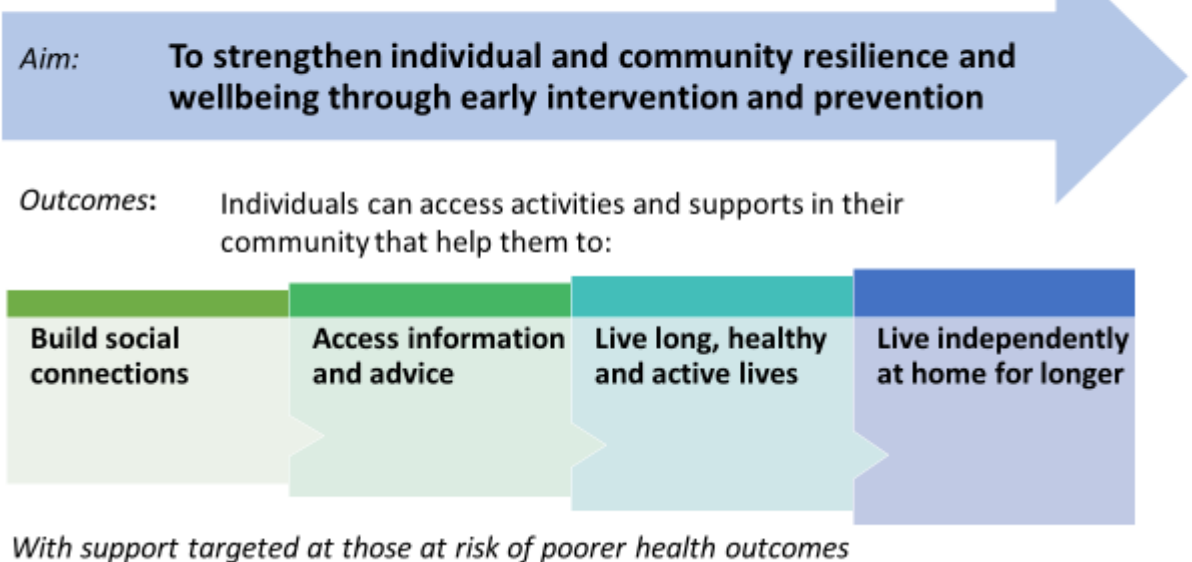 Aim:
To strengthen individual and community resilience and
wellbeing through early intervention and prevention
Outcomes:
Individuals can access activities and supports in their
community that help them to:
Build social
connections
Access information
and advice
Live long, healthy
and active lives
Live independently
at home for longer
With support targeted at those at risk of poorer health outcomes